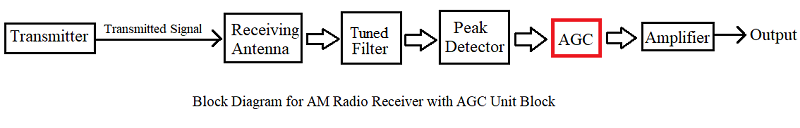 Transmitter
Transmitted Signal
Receiving
Antenna
Tuned
Filter
Peak
Detector
AGC
Amplifier
Output
Block Diagram for AM Radio Receiver with AGC Unit Block